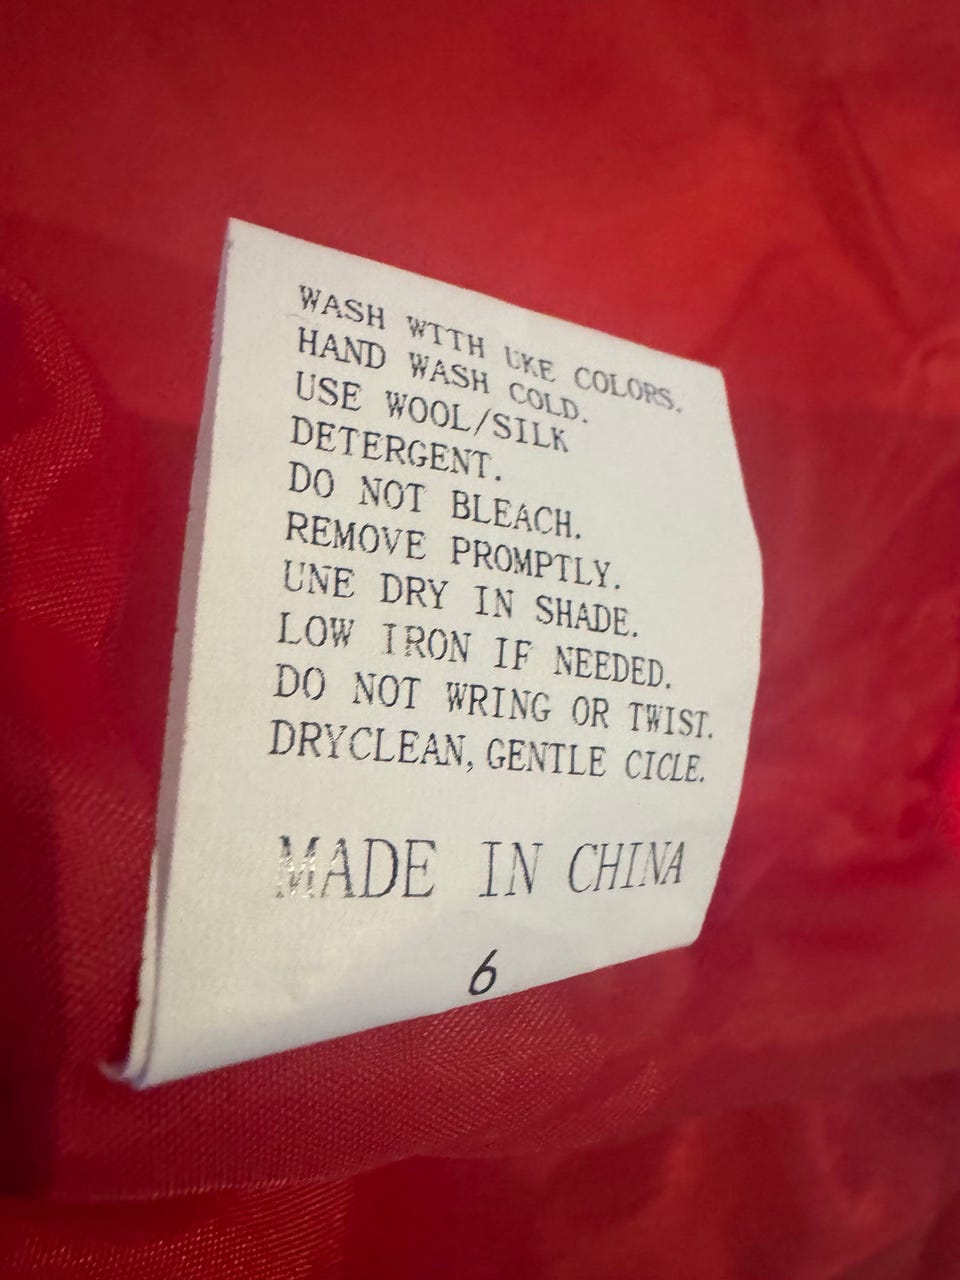 WASH WTTH UKE COLORS.
HAND WASH COLD.
USE WOOL/SILK
DETERGENT.
DO NOT BLEACH.
REMOVE PROMPTLY.
UNE DRY IN SHADE.
LOW IRON IF NEEDED.
DO NOT WRING OR TWIST.
DRYCLEAN, GENTLE CICLE.
MADE IN CHINA
6